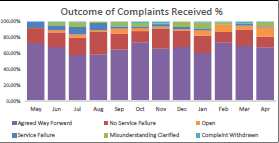 Outcome of Complaints Received %
100.00%
80.00%
60.00%
40.00%
20.00%
0.00%
May Jun Jul Aug Sep Oct Nov Dec Jan Feb Mar Apr
Agreed Way Forward No Service Failure Open
Service Failure Misunderstanding Clarified Complaint Withdrawn